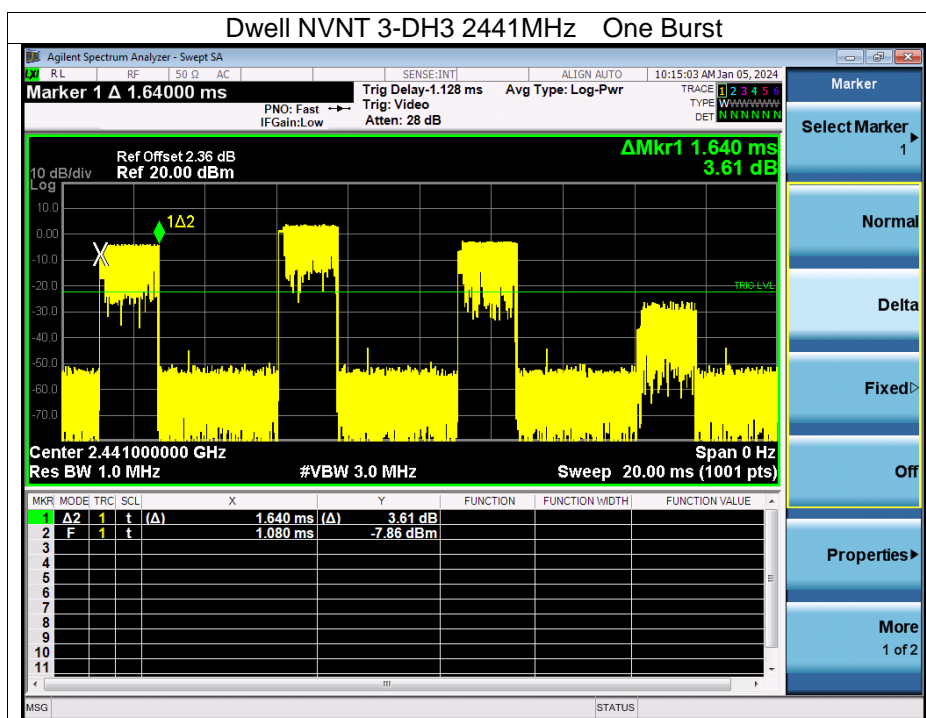 Dwell NVNT 3-DH3 2441MHz One Burst
Agilent Spectrum Analyzer - Swept SA
LXI RL RF 50 Ω AC SENSE:INT ALIGN AUTO 10:15:03 AM Jan 05, 2024
Marker 1 Δ 1.64000 ms
PNO: Fast
IFGain:Low
Trig Delay-1.128 ms
Trig: Video
Atten: 28 dB
Avg Type: Log-Pwr
TRACE 1 2 3 4 5 6
TYPE WWWWWW
DET N N N N N N
ΔMkr1 1.640 ms
3.61 dB
Ref Offset 2.36 dB
10 dB/div Ref 20.00 dBm
Log
10.0
0.00
-10.0
-20.0
-30.0
-40.0
-50.0
-60.0
-70.0
1Δ2
TRIG LVL
Center 2.441000000 GHz Span 0 Hz
Res BW 1.0 MHz #VBW 3.0 MHz Sweep 20.00 ms (1001 pts)
MKR MODE TRC SCL X Y FUNCTION FUNCTION WIDTH FUNCTION VALUE
1 Δ2 1 t (Δ) 1.640 ms (Δ) 3.61 dB
2 F 1 t 1.080 ms -7.86 dBm
3
4
5
6
7
8
9
10
11
MSG STATUS
Marker
Select Marker
1
Normal
Delta
Fixed
Off
Properties
More
1 of 2